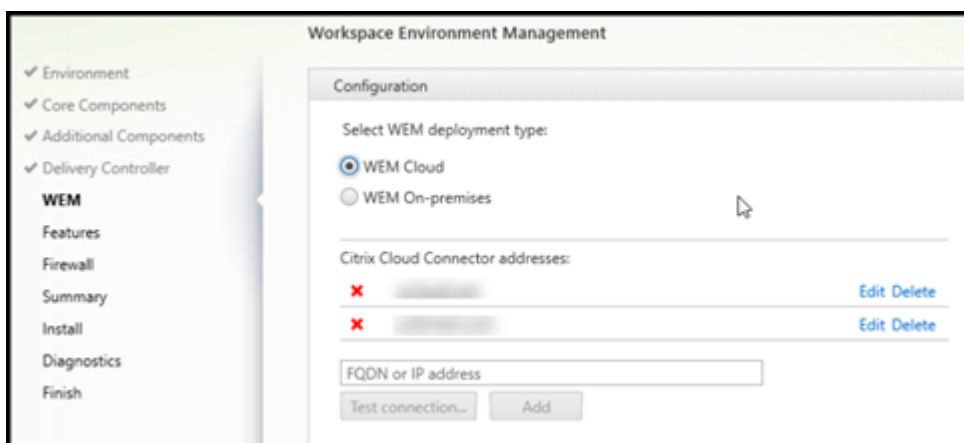 Workspace Environment Management
Environment
Core Components
Additional Components
Delivery Controller
WEM
Features
Firewall
Summary
Install
Diagnostics
Finish
Configuration
Select WEM deployment type:
WEM Cloud
WEM On-premises
Citrix Cloud Connector addresses:
Edit Delete
Edit Delete
FQDN or IP address
Test connection...
Add